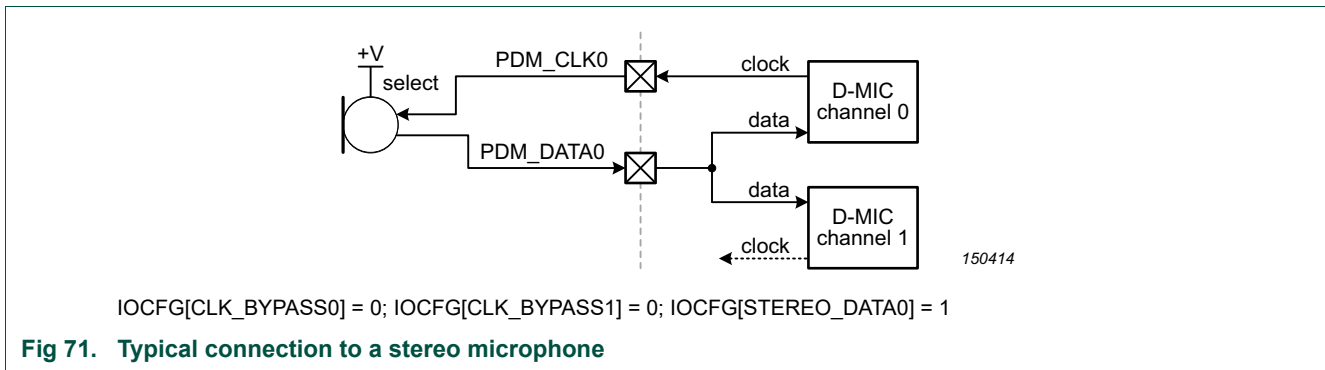 +V
select
PDM_CLK0
clock
D-MIC
channel 0
data
PDM_DATA0
data
D-MIC
channel 1
clock
150414
IOCFG[CLK_BYPASS0] = 0; IOCFG[CLK_BYPASS1] = 0; IOCFG[STEREO_DATA0] = 1
Fig 71. Typical connection to a stereo microphone